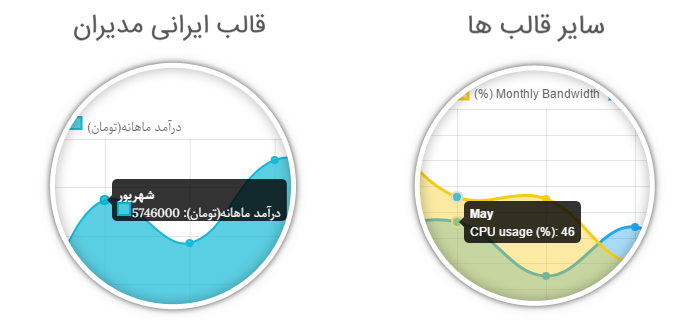 سایر قالب ها
قالب ایرانی مدیران
(%) Monthly Bandwidth
May
CPU usage (%): 46
درآمد ماهانه(تومان)
شهریور
درآمد ماهانه(تومان): 5746000